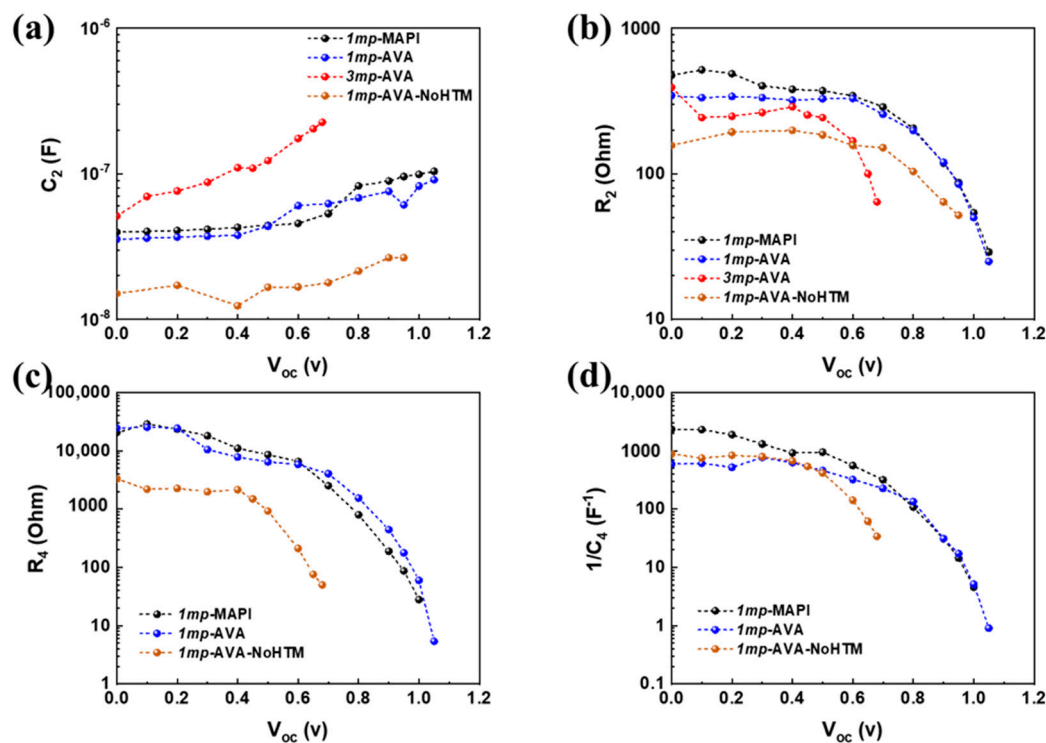 (a)
10^-6
10^-7
10^-8
C2 (F)
1mp-MAPI
1mp-AVA
3mp-AVA
1mp-AVA-NoHTM
0.0 0.2 0.4 0.6 0.8 1.0 1.2
Voc (v)
(b)
1000
100
10
R2 (Ohm)
1mp-MAPI
1mp-AVA
3mp-AVA
1mp-AVA-NoHTM
0.0 0.2 0.4 0.6 0.8 1.0 1.2
Voc (v)
(c)
100,000
10,000
1000
100
10
1
R4 (Ohm)
1mp-MAPI
1mp-AVA
1mp-AVA-NoHTM
0.0 0.2 0.4 0.6 0.8 1.0 1.2
Voc (v)
(d)
10,000
1000
100
10
1
0.1
1/C4 (F^-1)
1mp-MAPI
1mp-AVA
1mp-AVA-NoHTM
0.0 0.2 0.4 0.6 0.8 1.0 1.2
Voc (v)